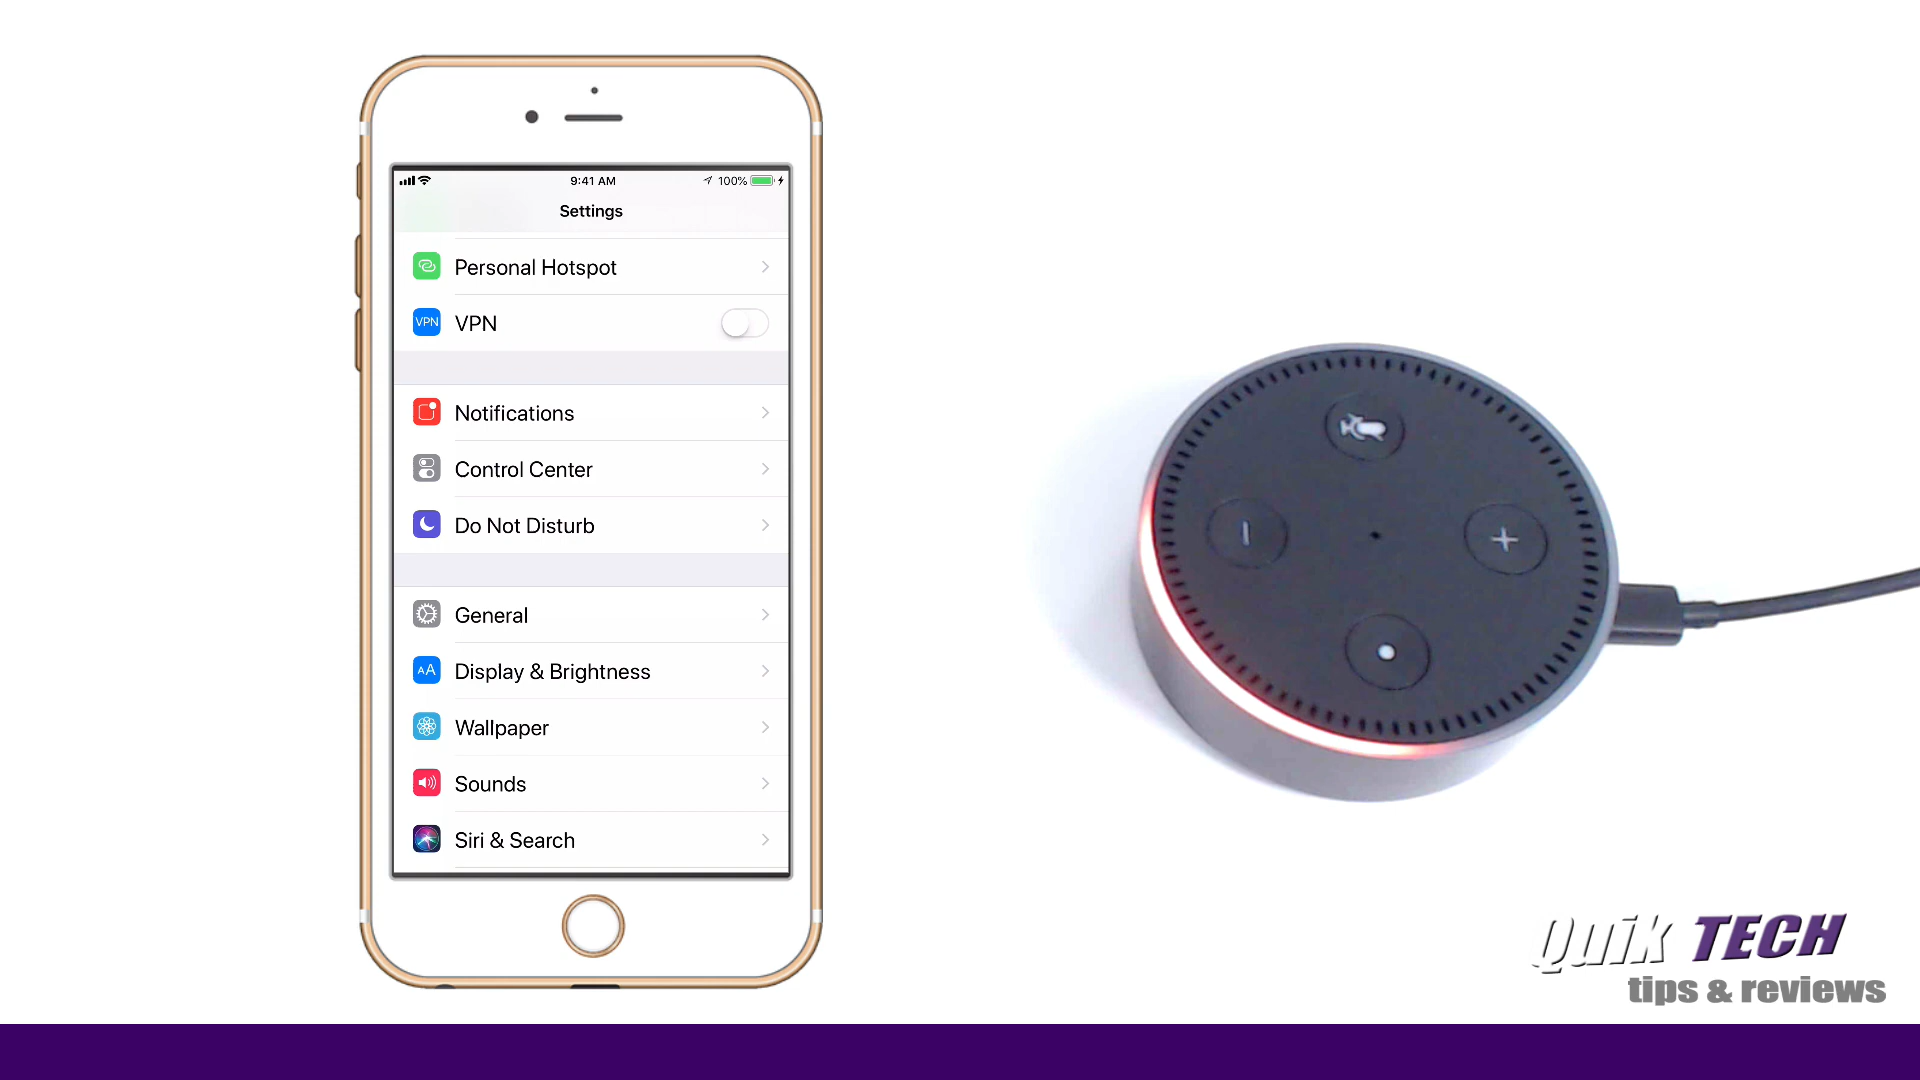 9:41 AM
100%
Settings
Personal Hotspot
VPN VPN
Notifications
Control Center
Do Not Disturb
General
AA Display & Brightness
Wallpaper
Sounds
Siri & Search
Quik TECH
tips & reviews